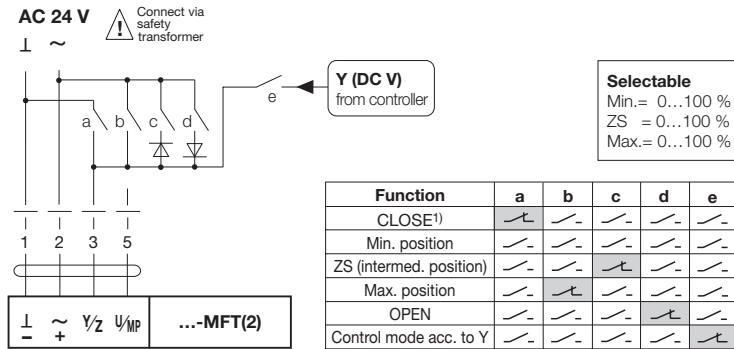 AC 24 V
Connect via
safety
transformer
⊥ ~
Y (DC V)
from controller
Selectable
Min.= 0...100 %
ZS = 0...100 %
Max.= 0...100 %
a b c d e
Function a b c d e
CLOSE1)
Min. position
ZS (intermed. position)
Max. position
OPEN
Control mode acc. to Y
1 2 3 5
⊥ ~ Y/Z U/MP ...-MFT(2)
− +